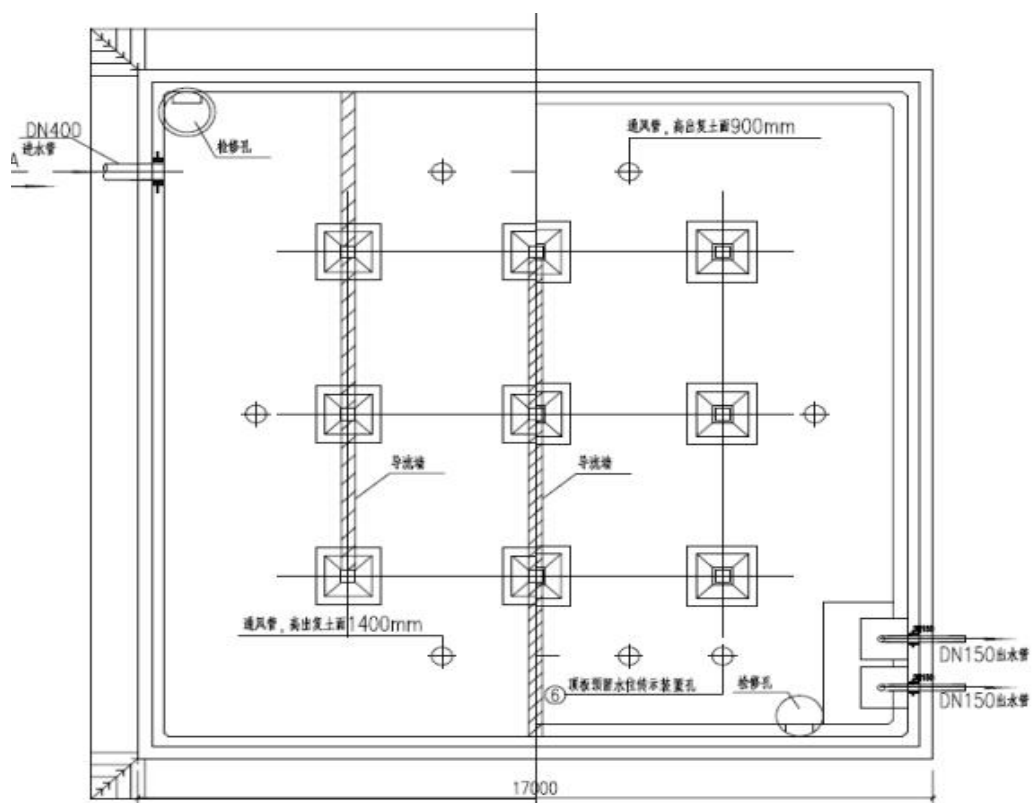 DN400
进水管
A
检修孔
通风管，高出复土面900mm
导流墙
导流墙
通风管，高出复土面1400mm
DN150出水管
⑥ 顶板预留水位传示装置孔
检修孔
DN150出水管
17000